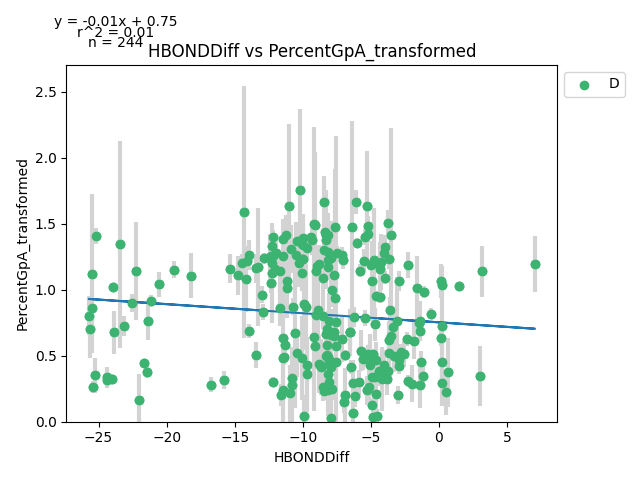 y = -0.01x + 0.75
r^2 = 0.01
n = 244
HBONDDiff vs PercentGpA_transformed
D
PercentGpA_transformed
2.5
2.0
1.5
1.0
0.5
0.0
−25
−20
−15
−10
−5
0
5
HBONDDiff